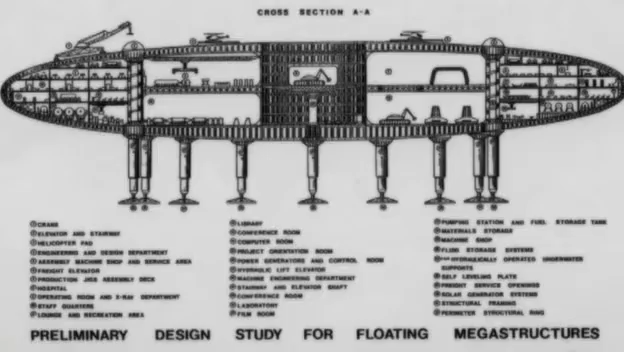 CROSS SECTION A-A
CRANE
ELEVATOR AND STAIRWAY
HELICOPTER PAD
ENGINEERING AND DESIGN DEPARTMENT
ASSEMBLY MACHINE SHOP AND SERVICE AREA
FREIGHT ELEVATOR
PRODUCTION JIGS ASSEMBLY DECK
HOSPITAL
OPERATING ROOM AND X-RAY DEPARTMENT
STAFF QUARTERS
LOUNGE AND RECREATION AREA
LIBRARY
CONFERENCE ROOM
COMPUTER ROOM
PROJECT ORIENTATION ROOM
POWER GENERATORS AND CONTROL ROOM
HYDRAULIC LIFT ELEVATOR
MACHINE ENGINEERING DEPARTMENT
STAIRWAY AND ELEVATOR SHAFT
CONFERENCE ROOM
LABORATORY
FILM ROOM
PUMPING STATION AND FUEL STORAGE TANK
MATERIALS STORAGE
MACHINE SHOP
FLUID STORAGE SYSTEMS
HYDRAULICALLY OPERATED UNDERWATER
SUPPORTS
SELF LEVELING PLATE
FREIGHT SERVICE OPENINGS
SOLAR GENERATOR SYSTEMS
STRUCTURAL FRAMING
PERIMETER STRUCTURAL RING
PRELIMINARY DESIGN STUDY FOR FLOATING MEGASTRUCTURES